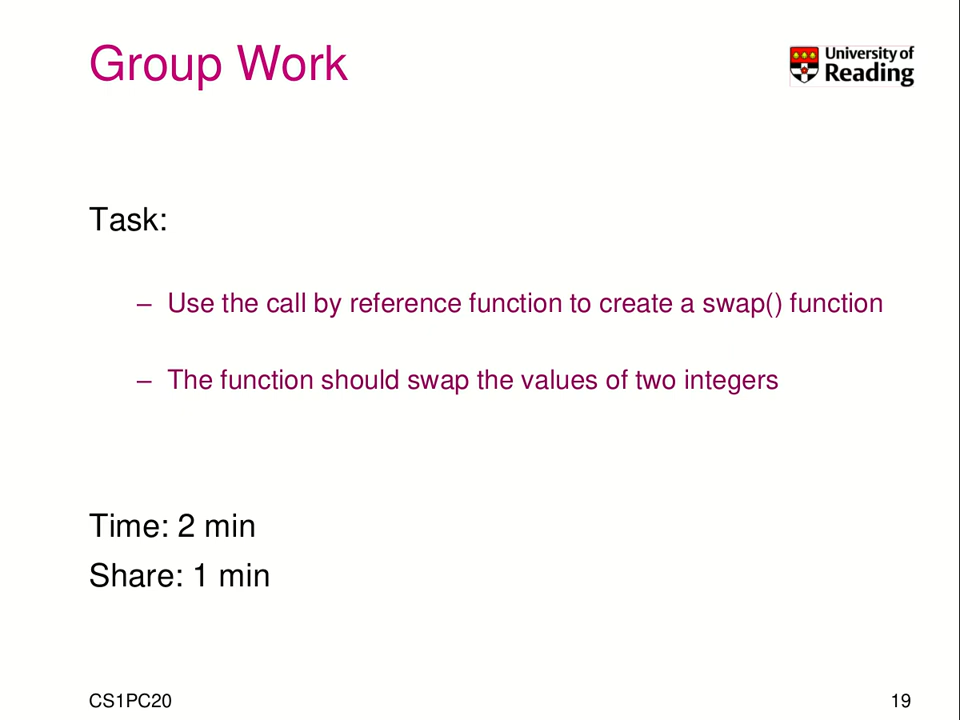 Group Work
University of
Reading
Task:
– Use the call by reference function to create a swap() function
– The function should swap the values of two integers
Time: 2 min
Share: 1 min
CS1PC20
19